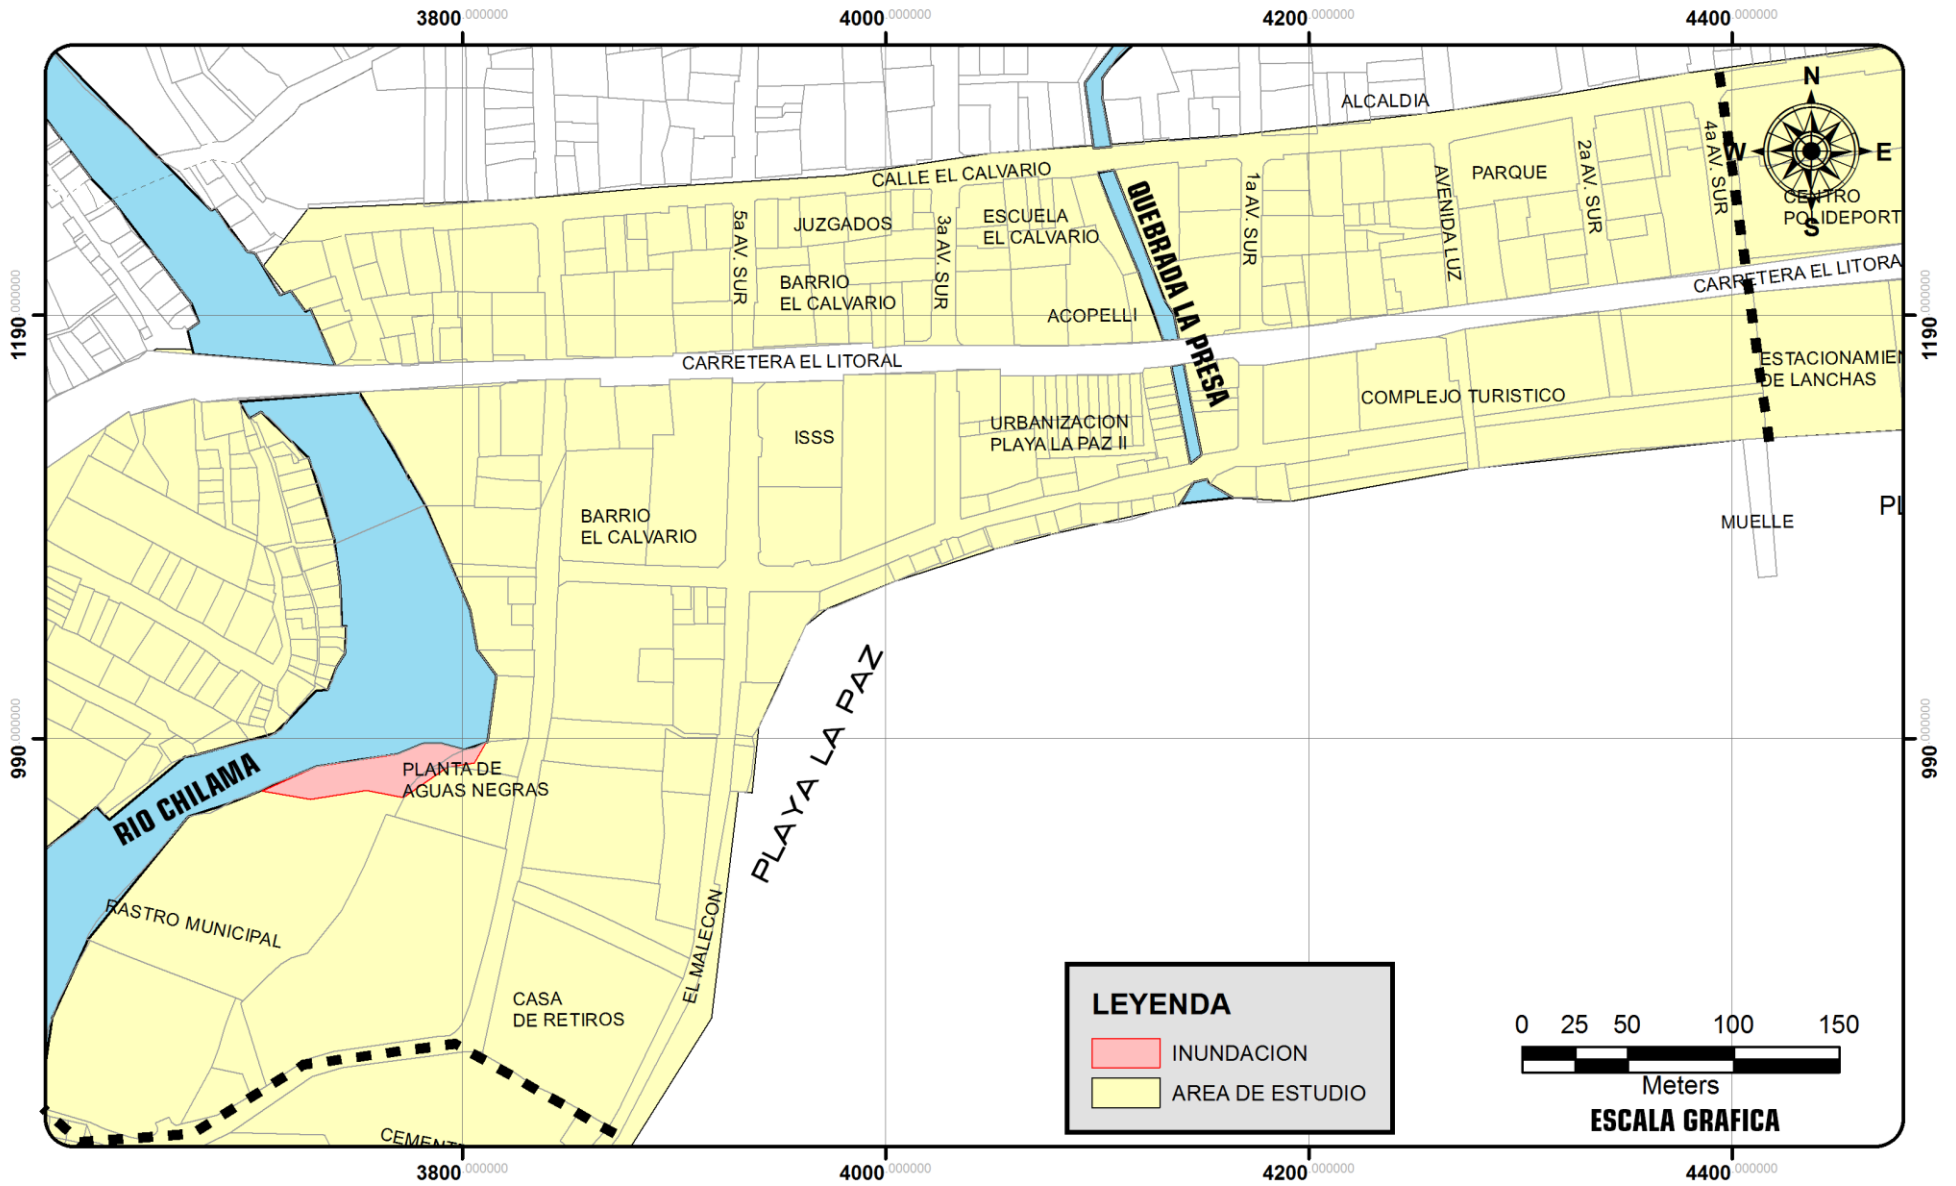 3800.000000
4000.000000
4200.000000
4400.000000
N
W
E
S
ALCALDIA
CALLE EL CALVARIO
PARQUE
4a AV. SUR
2a AV. SUR
AVENIDA LUZ
1a AV. SUR
QUEBRADA LA PRESA
ESCUELA
EL CALVARIO
3a AV. SUR
JUZGADOS
5a AV. SUR
BARRIO
EL CALVARIO
ACOPELLI
CENTRO
POLIDEPORT
CARRETERA EL LITORA
1190.000000
1190.000000
CARRETERA EL LITORAL
ESTACIONAMIEN
DE LANCHAS
COMPLEJO TURISTICO
URBANIZACION
PLAYA LA PAZ II
ISSS
BARRIO
EL CALVARIO
MUELLE
PL
PLAYA LA PAZ
990.000000
990.000000
RIO CHILAMA
PLANTA DE
AGUAS NEGRAS
RASTRO MUNICIPAL
EL MALECON
CASA
DE RETIROS
CEMENT
LEYENDA
INUNDACION
AREA DE ESTUDIO
0 25 50 100 150
Meters
ESCALA GRAFICA
3800.000000
4000.000000
4200.000000
4400.000000